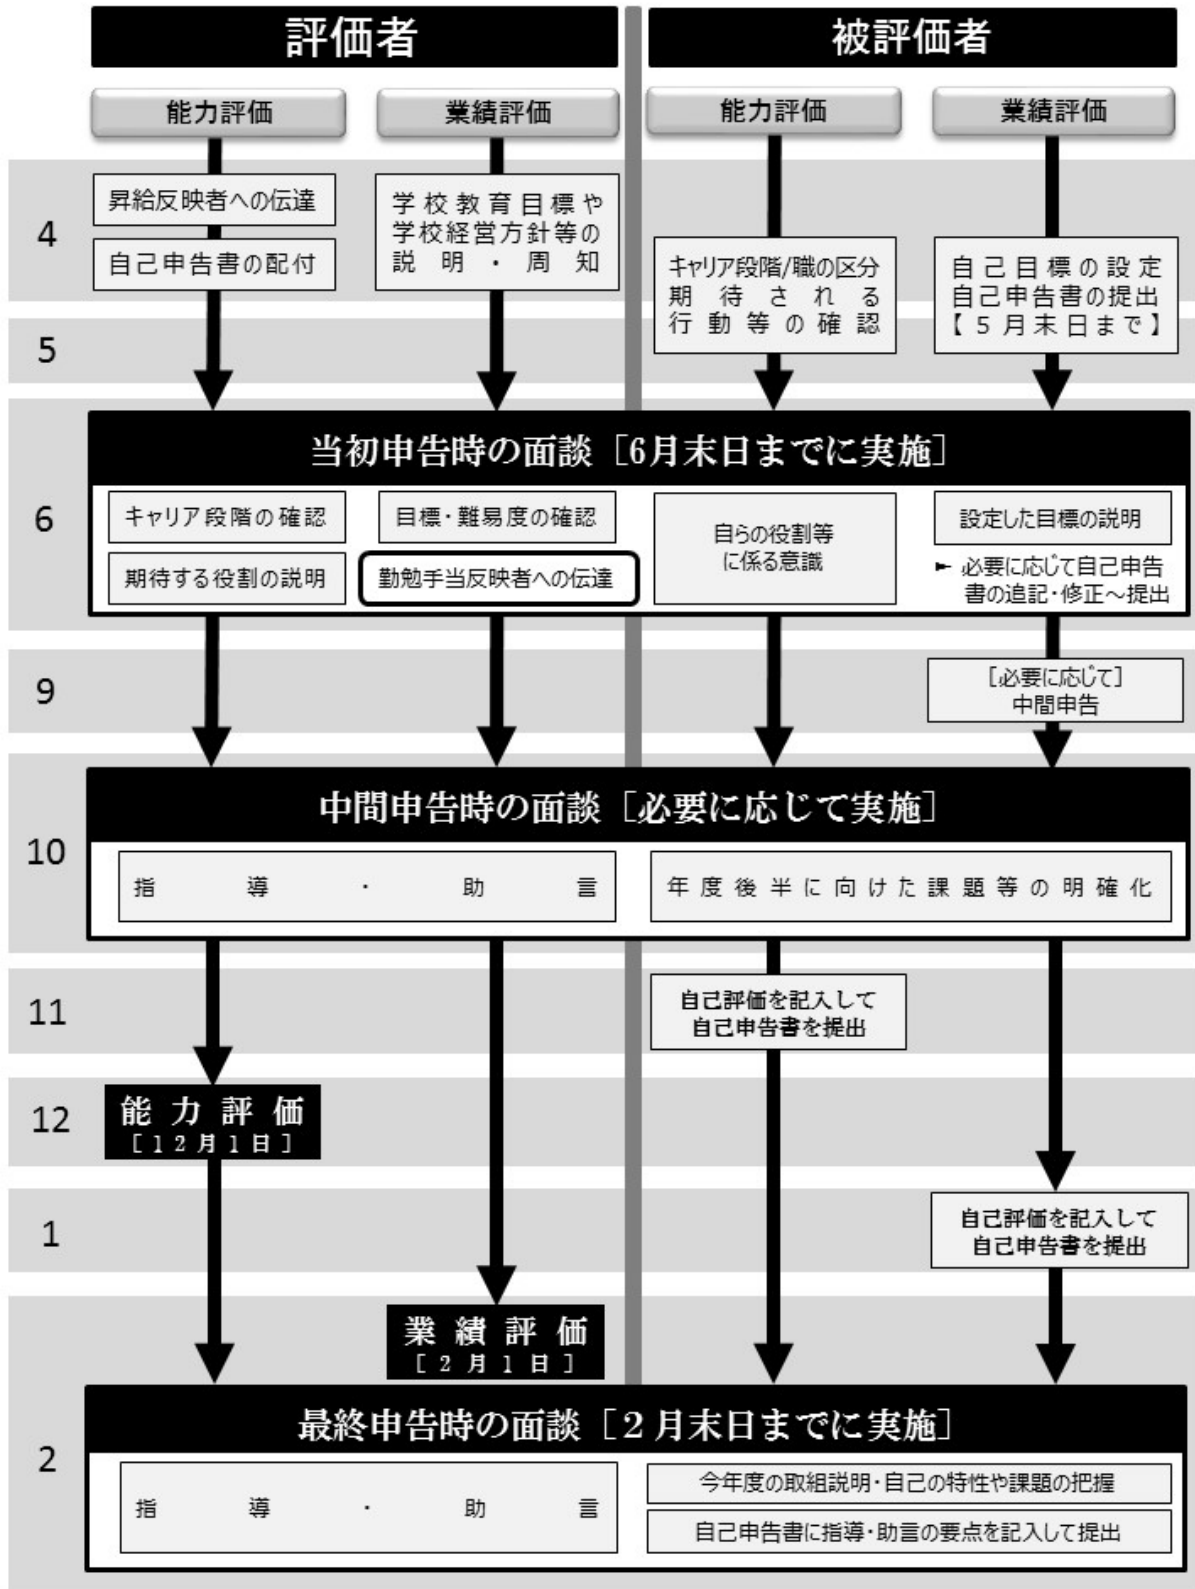 評価者
被評価者
能力評価
業績評価
能力評価
業績評価
4
昇給反映者への伝達
自己申告書の配付
学校教育目標や
学校経営方針等の
説明・周知
キャリア段階/職の区分
期待される
行動等の確認
自己目標の設定
自己申告書の提出
【5月末日まで】
5
6
当初申告時の面談［6月末日までに実施］
キャリア段階の確認
期待する役割の説明
目標・難易度の確認
勤勉手当反映者への伝達
自らの役割等
に係る意識
設定した目標の説明
► 必要に応じて自己申告
書の追記・修正～提出
9
［必要に応じて］
中間申告
10
中間申告時の面談［必要に応じて実施］
指導・助言
年度後半に向けた課題等の明確化
11
自己評価を記入して
自己申告書を提出
12
能力評価
［12月1日］
1
自己評価を記入して
自己申告書を提出
業績評価
［2月1日］
2
最終申告時の面談［２月末日までに実施］
指導・助言
今年度の取組説明・自己の特性や課題の把握
自己申告書に指導・助言の要点を記入して提出